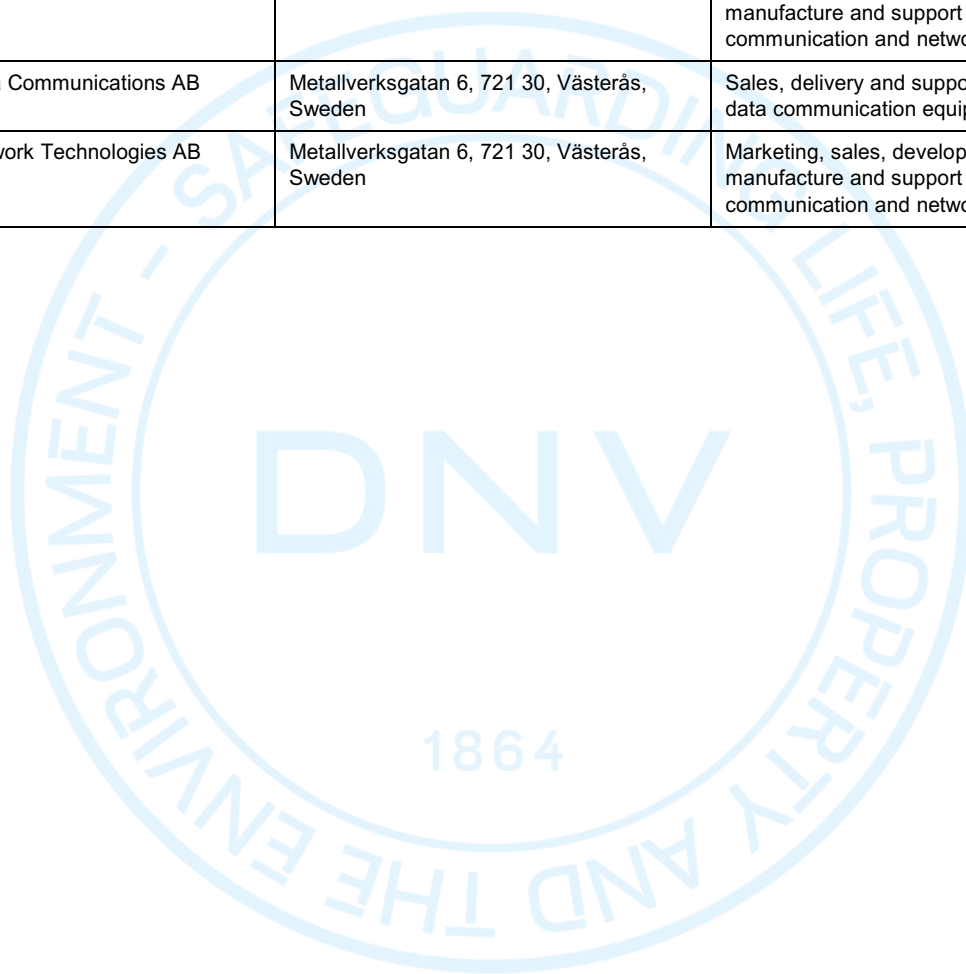 manufacture and support
communication and netwo
a Communications AB
Metallverksgatan 6, 721 30, Västerås,
Sweden
Sales, delivery and suppo
data communication equip
work Technologies AB
Metallverksgatan 6, 721 30, Västerås,
Sweden
Marketing, sales, develop
manufacture and support
communication and netwo
SAFEGUARDING LIFE, PROPERTY AND THE ENVIRONMENT -
DNV
1864